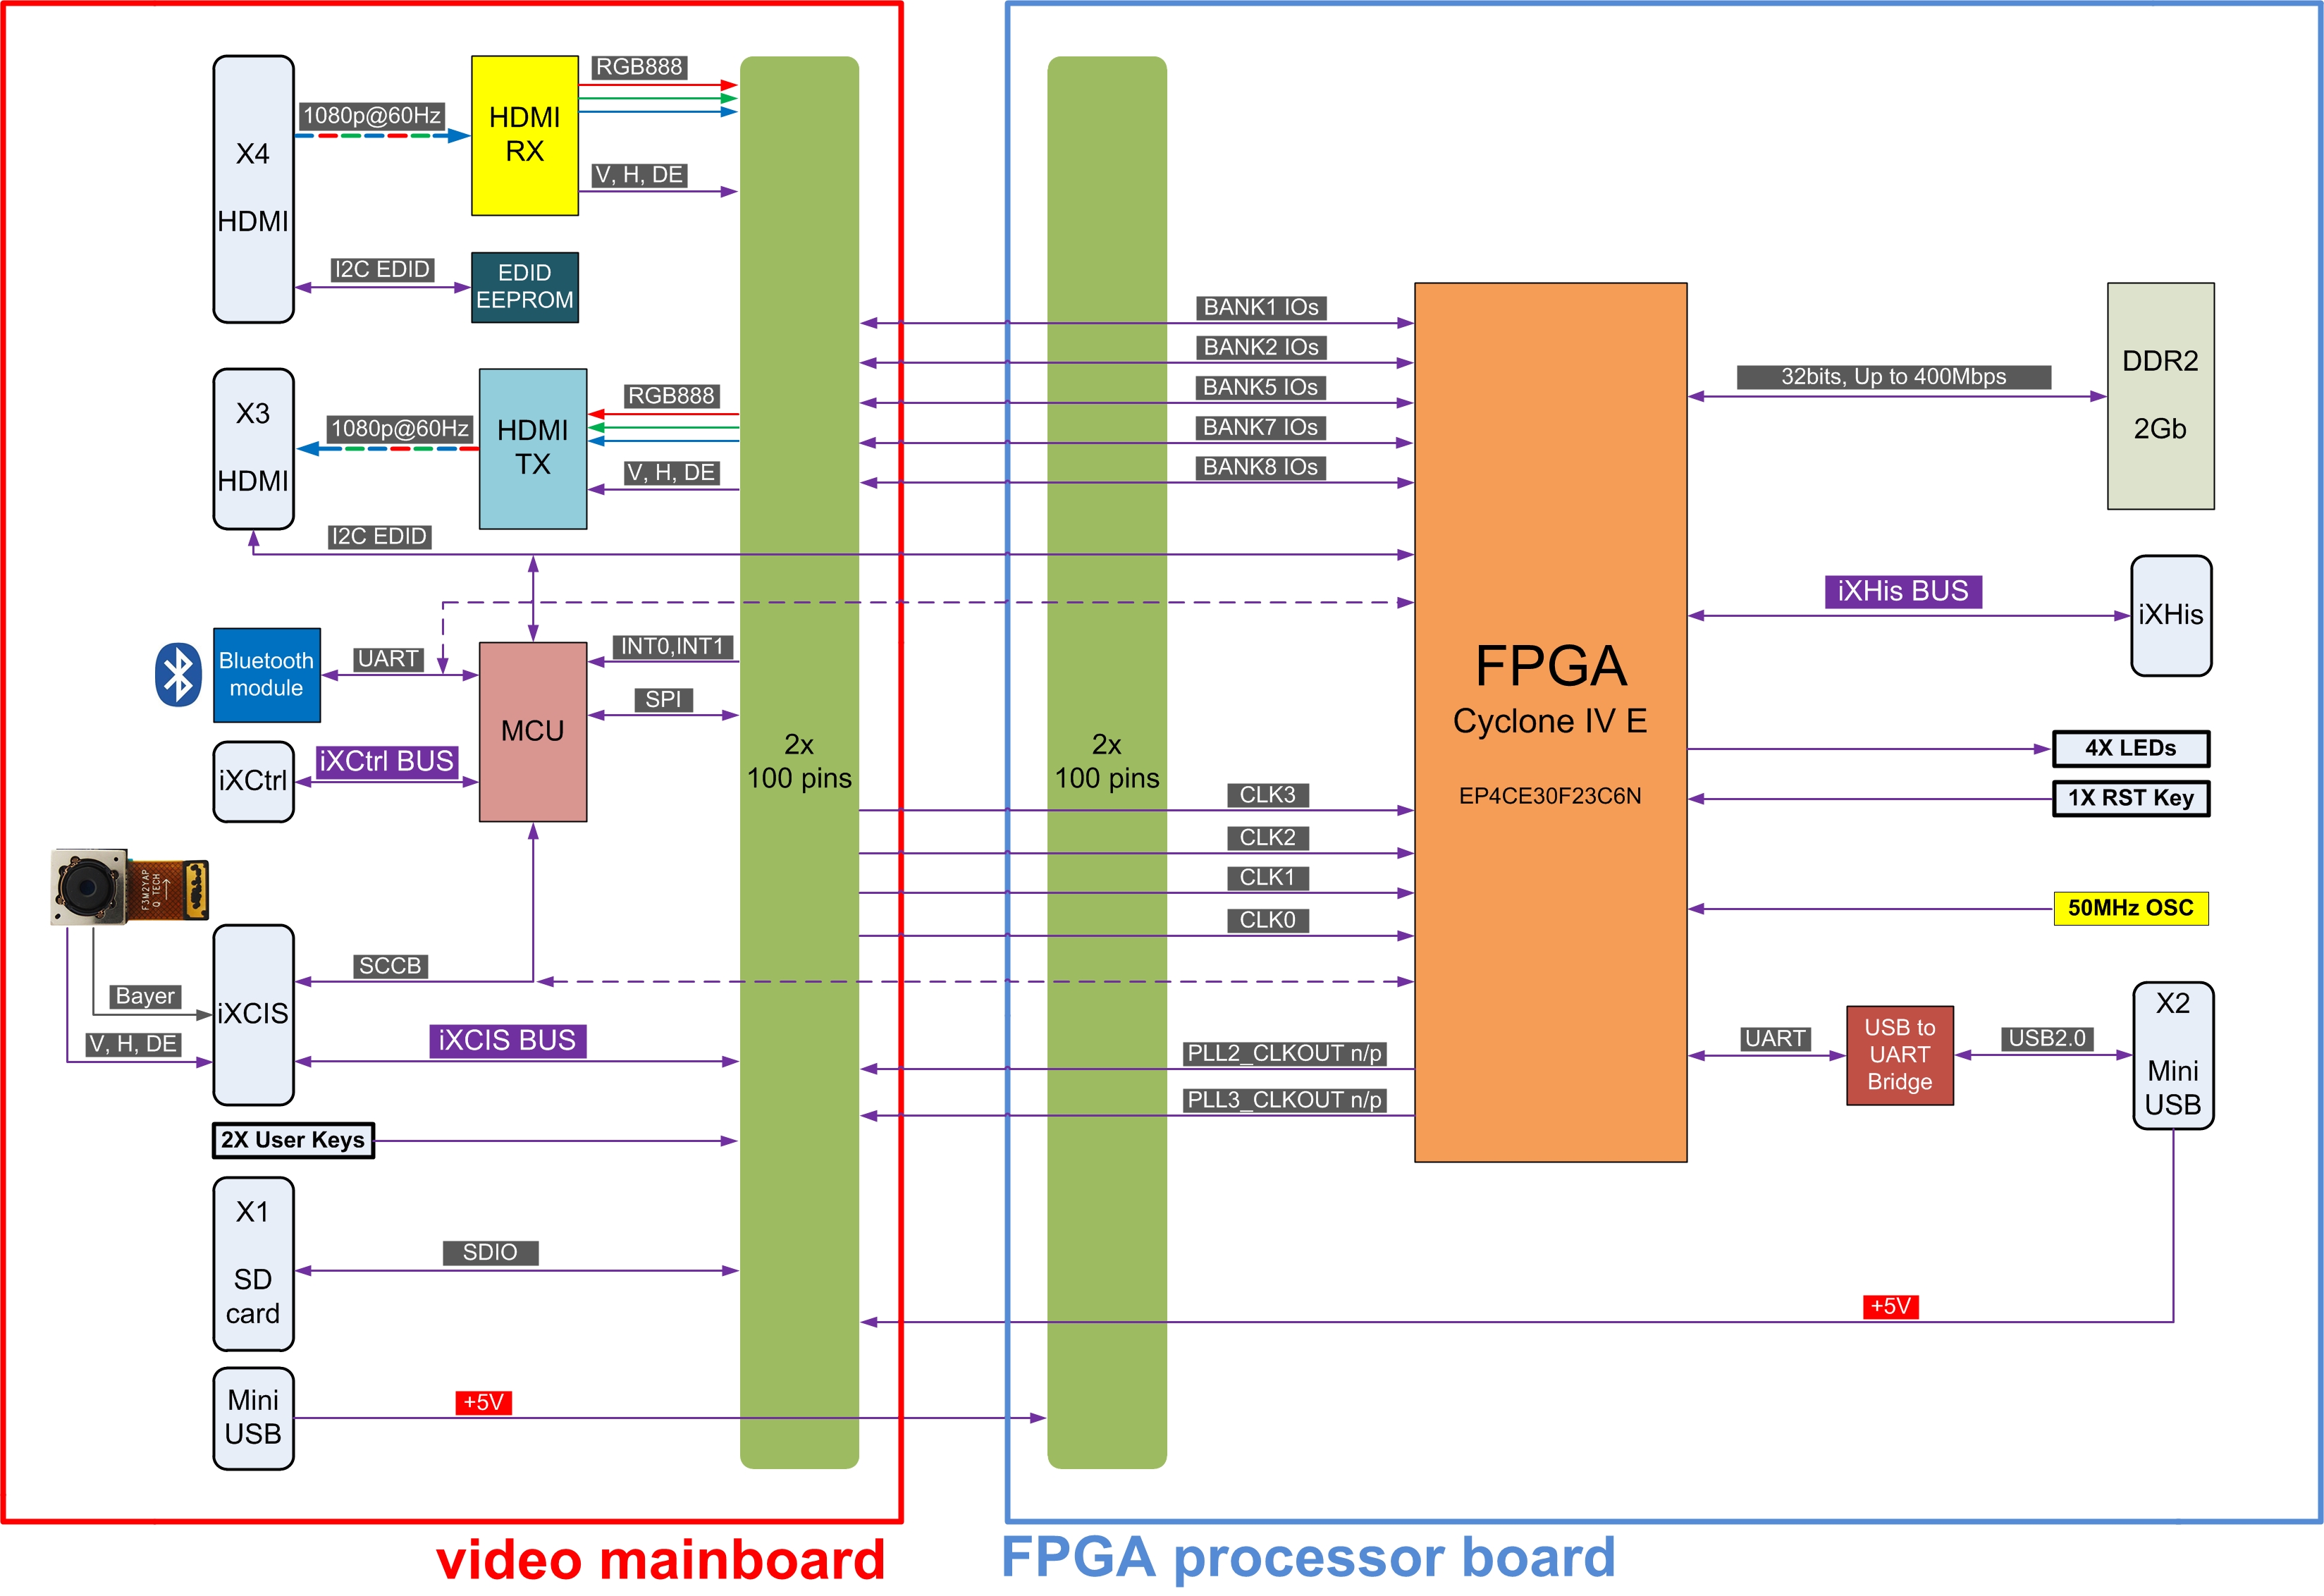 RGB888
1080p@60Hz
HDMI
RX
X4
HDMI
V, H, DE
I2C EDID
EDID
EEPROM
X3
HDMI
1080p@60Hz
HDMI
TX
RGB888
V, H, DE
I2C EDID
Bluetooth
module
UART
INT0,INT1
SPI
MCU
iXCtrl
iXCtrl BUS
F3M2YAP
Q TECH
SCCB
Bayer
iXCIS
V, H, DE
iXCIS BUS
2X User Keys
X1
SD
card
SDIO
Mini
USB
+5V
2x
100 pins
video mainboard
2x
100 pins
BANK1 IOs
BANK2 IOs
BANK5 IOs
BANK7 IOs
BANK8 IOs
CLK3
CLK2
CLK1
CLK0
PLL2_CLKOUT n/p
PLL3_CLKOUT n/p
FPGA
Cyclone IV E
EP4CE30F23C6N
32bits, Up to 400Mbps
DDR2
2Gb
iXHis BUS
iXHis
4X LEDs
1X RST Key
50MHz OSC
UART
USB to
UART
Bridge
USB2.0
X2
Mini
USB
+5V
FPGA processor board